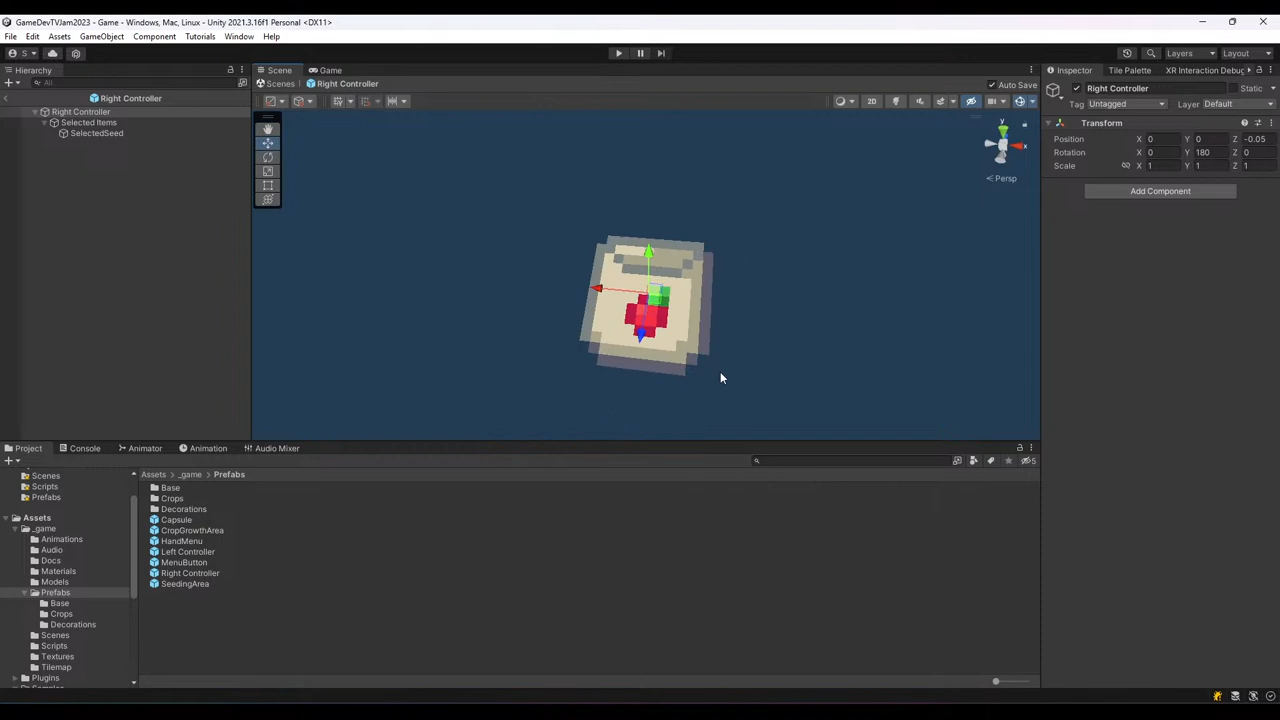 GameDevTVJam2023 - Game - Windows, Mac, Linux - Unity 2021.3.16f1 Personal <DX11>
File Edit Assets GameObject Component Tutorials Window Help
S Layers Layout
Hierarchy Scene Game Inspector Tile Palette XR Interaction Debug
All Scenes Right Controller Auto Save Right Controller Static
Right Controller 2D Tag Untagged Layer Default
Right Controller
Selected Items
SelectedSeed
Transform
Position X 0 Y 0 Z -0.05
Rotation X 0 Y 180 Z 0
Scale X 1 Y 1 Z 1
Add Component
y
x
Persp
Project Console Animator Animation Audio Mixer
5
Assets _game Prefabs
Scenes
Scripts
Prefabs
Assets
_game
Animations
Audio
Docs
Materials
Models
Prefabs
Base
Crops
Decorations
Scenes
Scripts
Textures
Tilemap
Plugins
Base
Crops
Decorations
Capsule
CropGrowthArea
HandMenu
Left Controller
MenuButton
Right Controller
SeedingArea